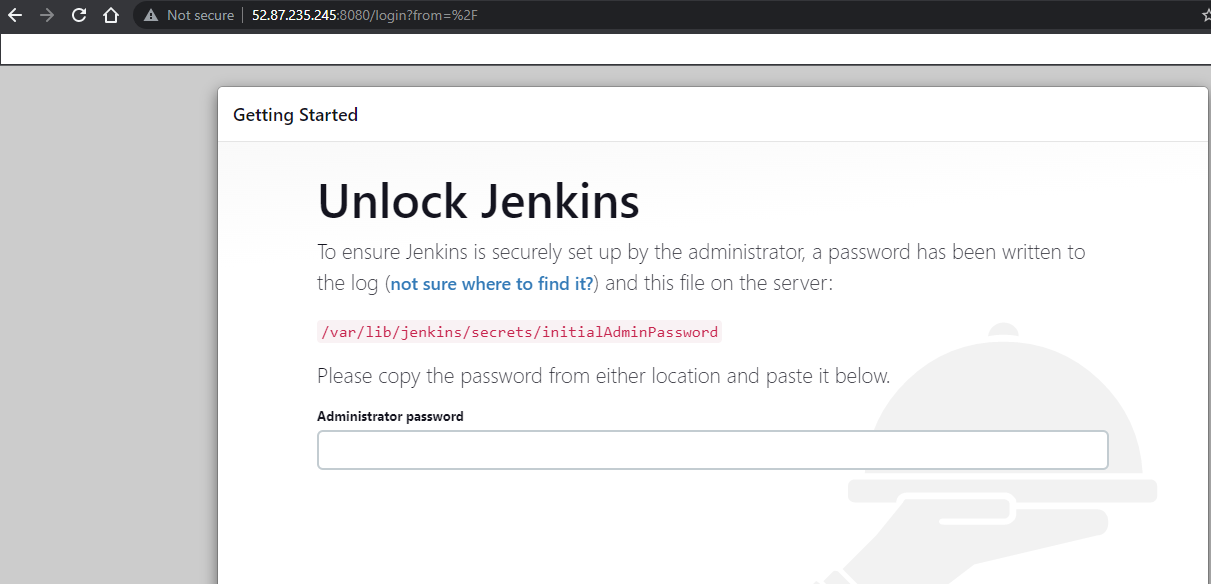 Not secure | 52.87.235.245:8080/login?from=%2F
Getting Started
Unlock Jenkins
To ensure Jenkins is securely set up by the administrator, a password has been written to
the log (not sure where to find it?) and this file on the server:
/var/lib/jenkins/secrets/initialAdminPassword
Please copy the password from either location and paste it below.
Administrator password